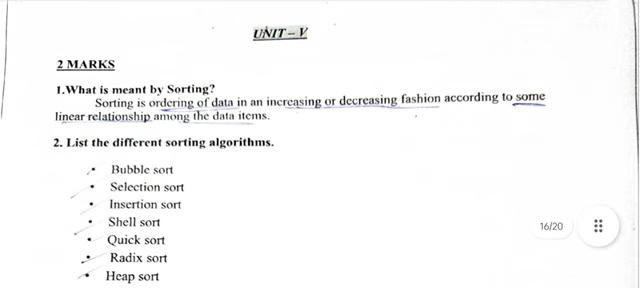 UNIT – V
2 MARKS
1.What is meant by Sorting?
Sorting is ordering of data in an increasing or decreasing fashion according to some
linear relationship among the data items.
2. List the different sorting algorithms.
• Bubble sort
• Selection sort
• Insertion sort
• Shell sort
16/20
• Quick sort
• Radix sort
• Heap sort